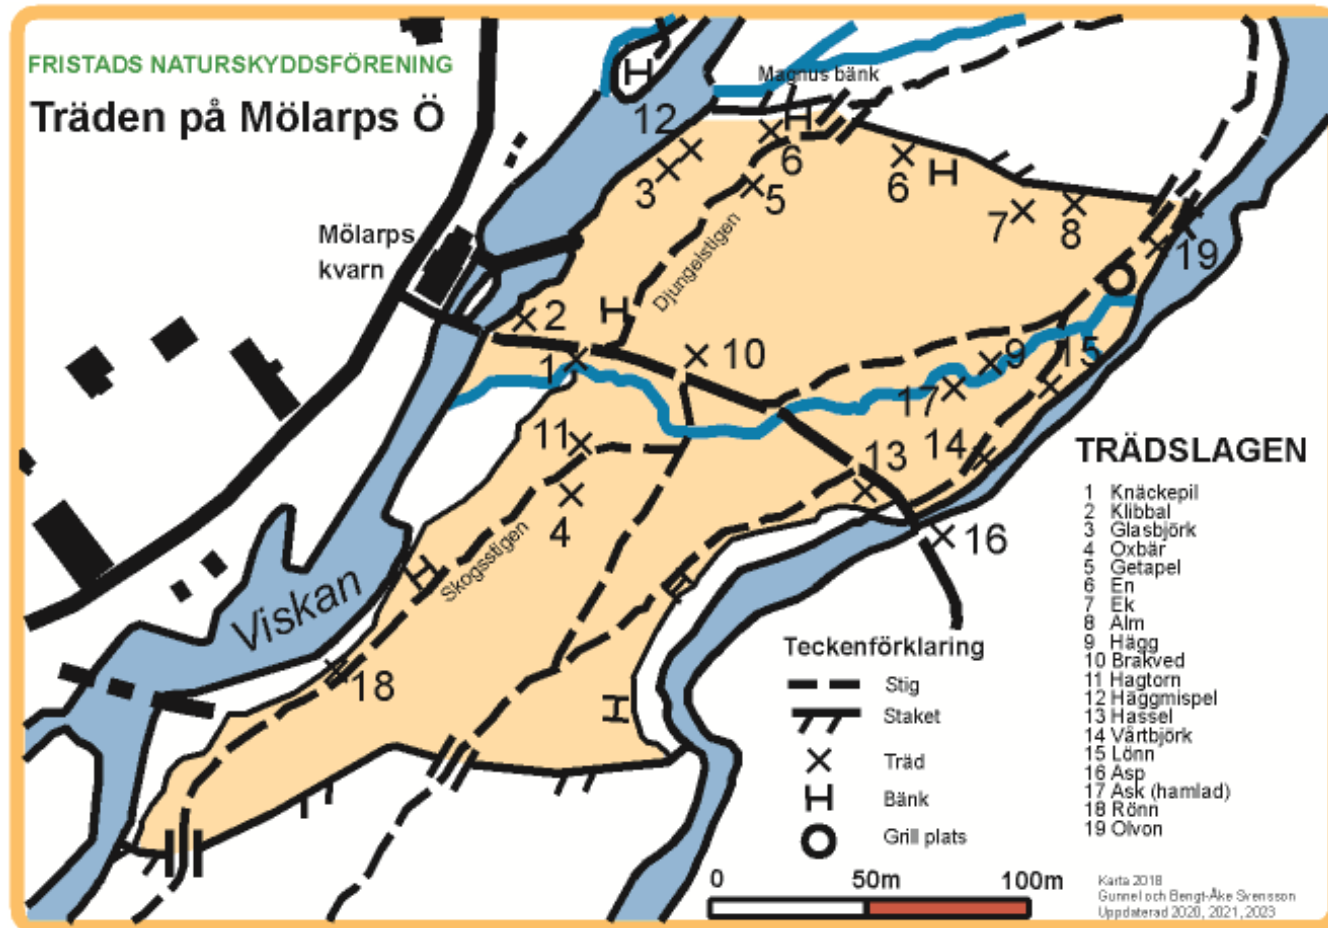 FRISTADS NATURSKYDDSFÖRENING
Träden på Mölarps Ö
Magnus bänk
12
3
6
5
6
7
8
19
Mölarps
kvarn
Djungelstigen
2
1
10
9
15
17
11
13
14
4
16
Skogsstigen
Viskan
18
TRÄDSLAGEN
1 Knäckepil
2 Klibbal
3 Glasbjörk
4 Oxbär
5 Getapel
6 En
7 Ek
8 Alm
9 Hägg
10 Brakved
11 Hagtorn
12 Häggmispel
13 Hassel
14 Vårtbjörk
15 Lönn
16 Asp
17 Ask (hamlad)
18 Rönn
19 Olvon
Teckenförklaring
Stig
Staket
Träd
Bänk
Grill plats
0 50m 100m
Karta 2018
Gunnel och Bengt-Åke Svensson
Uppdaterad 2020, 2021, 2023